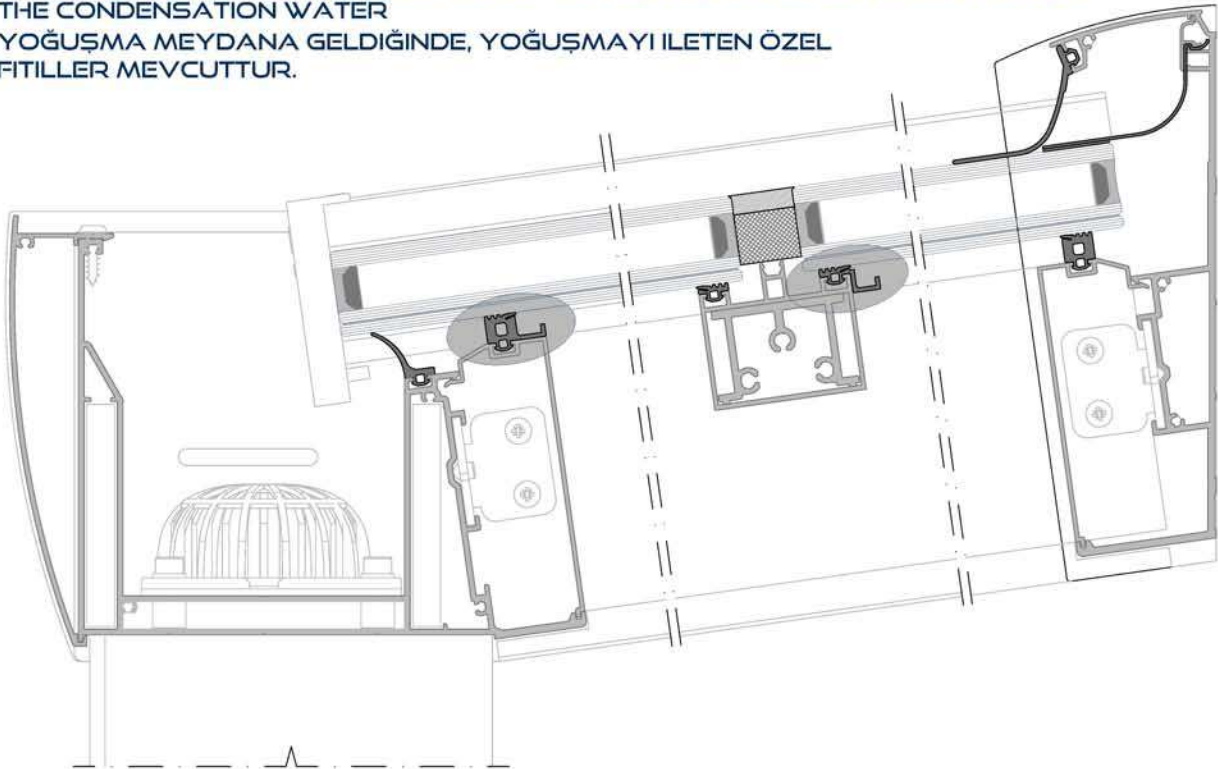 THE CONDENSATION WATER
YOĞUŞMA MEYDANA GELDIĞINDE, YOĞUŞMAYI ILETEN ÖZEL
FITILLER MEVCUTTUR.